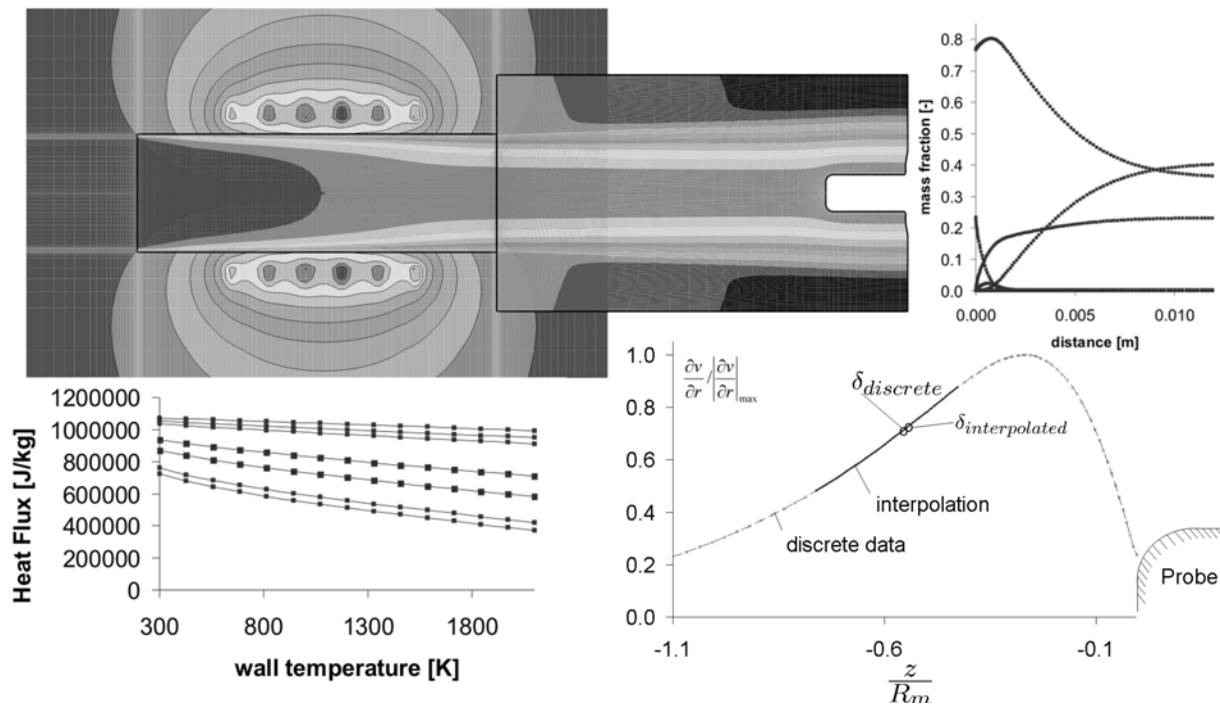 mass fraction [-]
0.8
0.7
0.6
0.5
0.4
0.3
0.2
0.1
0.0
0.000
0.005
0.010
distance [m]
Heat Flux [J/kg]
1200000
1000000
800000
600000
400000
200000
0
300
800
1300
1800
wall temperature [K]
∂v/∂r / |∂v/∂r|max
1.0
0.8
0.6
0.4
0.2
0.0
δdiscrete
δinterpolated
interpolation
discrete data
Probe
-1.1
-0.6
-0.1
z
Rm